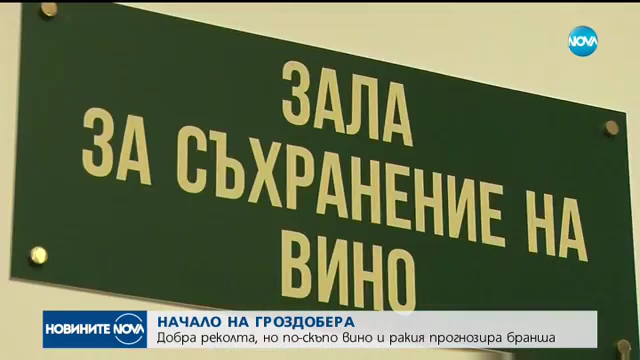 NOVA
ЗАЛА
ЗА СЪХРАНЕНИЕ НА
ВИНО
НОВИНИТЕ NOVA
НАЧАЛО НА ГРОЗДОБЕРА
Добра реколта, но по-скъпо вино и ракия прогнозира бранша